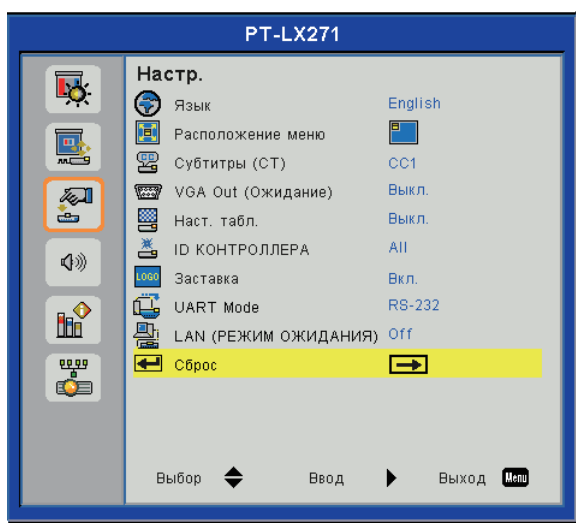 PT-LX271
Настр.
Язык English
Расположение меню
Субтитры (CT) CC1
VGA Out (Ожидание) Выкл.
Наст. табл. Выкл.
ID КОНТРОЛЛЕРА All
LOGO Заставка Вкл.
UART Mode RS-232
LAN (РЕЖИМ ОЖИДАНИЯ) Off
Сброс
Выбор Ввод Выход Menu